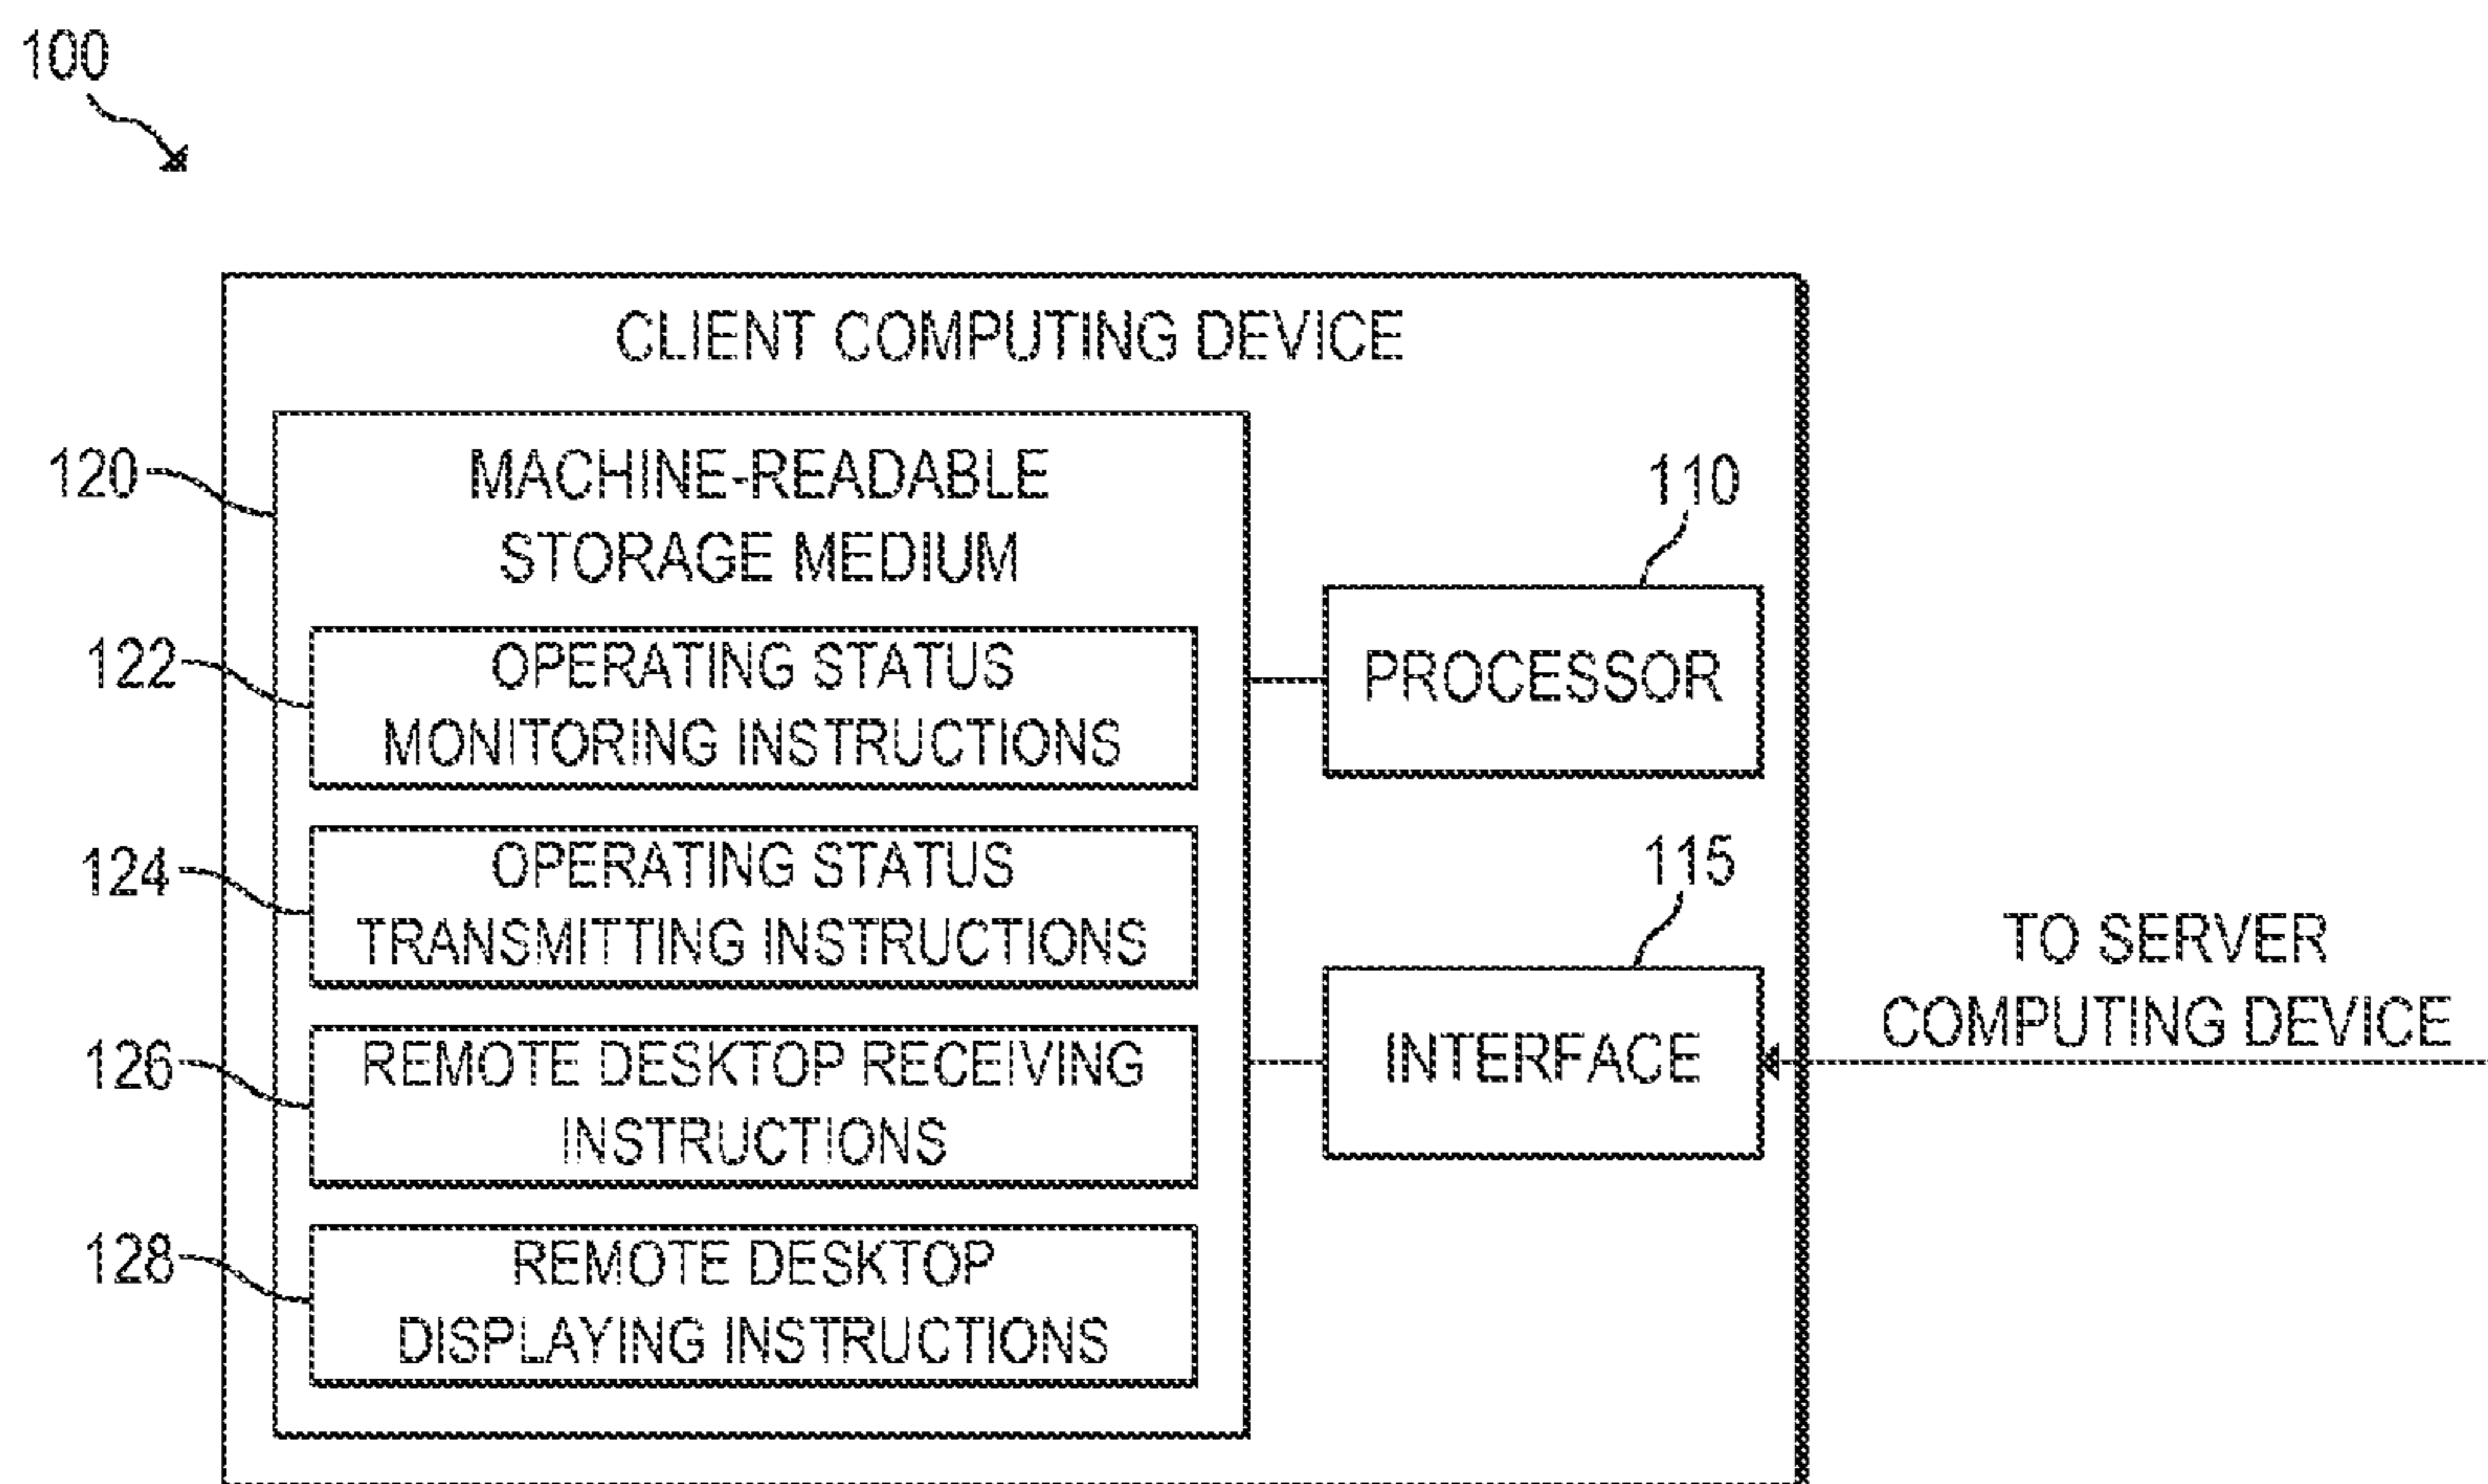 100
CLIENT COMPUTING DEVICE
120
MACHINE-READABLE
STORAGE MEDIUM
110
122
OPERATING STATUS
MONITORING INSTRUCTIONS
PROCESSOR
124
OPERATING STATUS
TRANSMITTING INSTRUCTIONS
115
TO SERVER
COMPUTING DEVICE
126
REMOTE DESKTOP RECEIVING
INSTRUCTIONS
INTERFACE
128
REMOTE DESKTOP
DISPLAYING INSTRUCTIONS